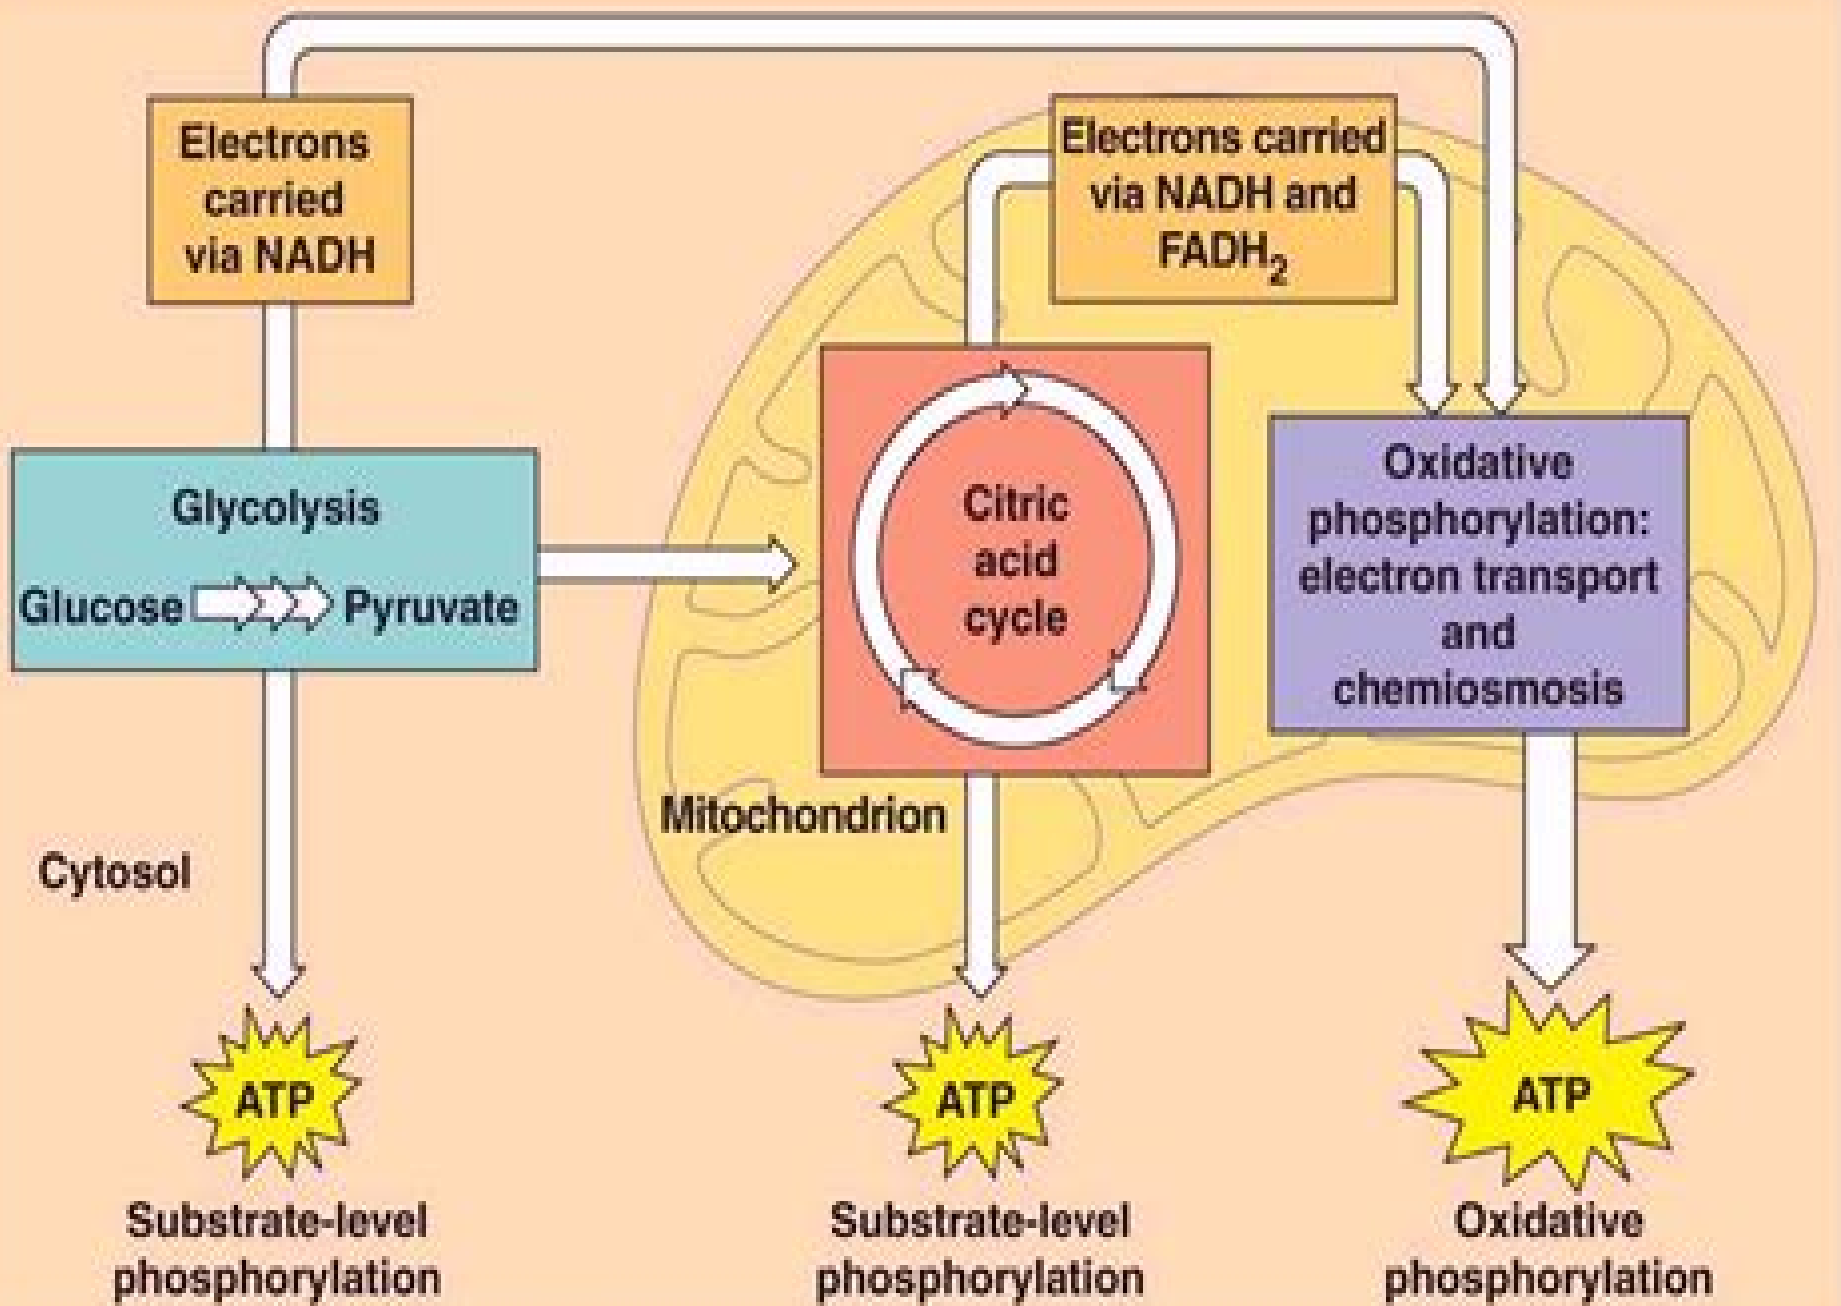 Electrons
carried
via NADH
Electrons carried
via NADH and
FADH₂
Glycolysis
Glucose Pyruvate
Citric
acid
cycle
Oxidative
phosphorylation:
electron transport
and
chemiosmosis
Mitochondrion
Cytosol
ATP
ATP
ATP
Substrate-level
phosphorylation
Substrate-level
phosphorylation
Oxidative
phosphorylation